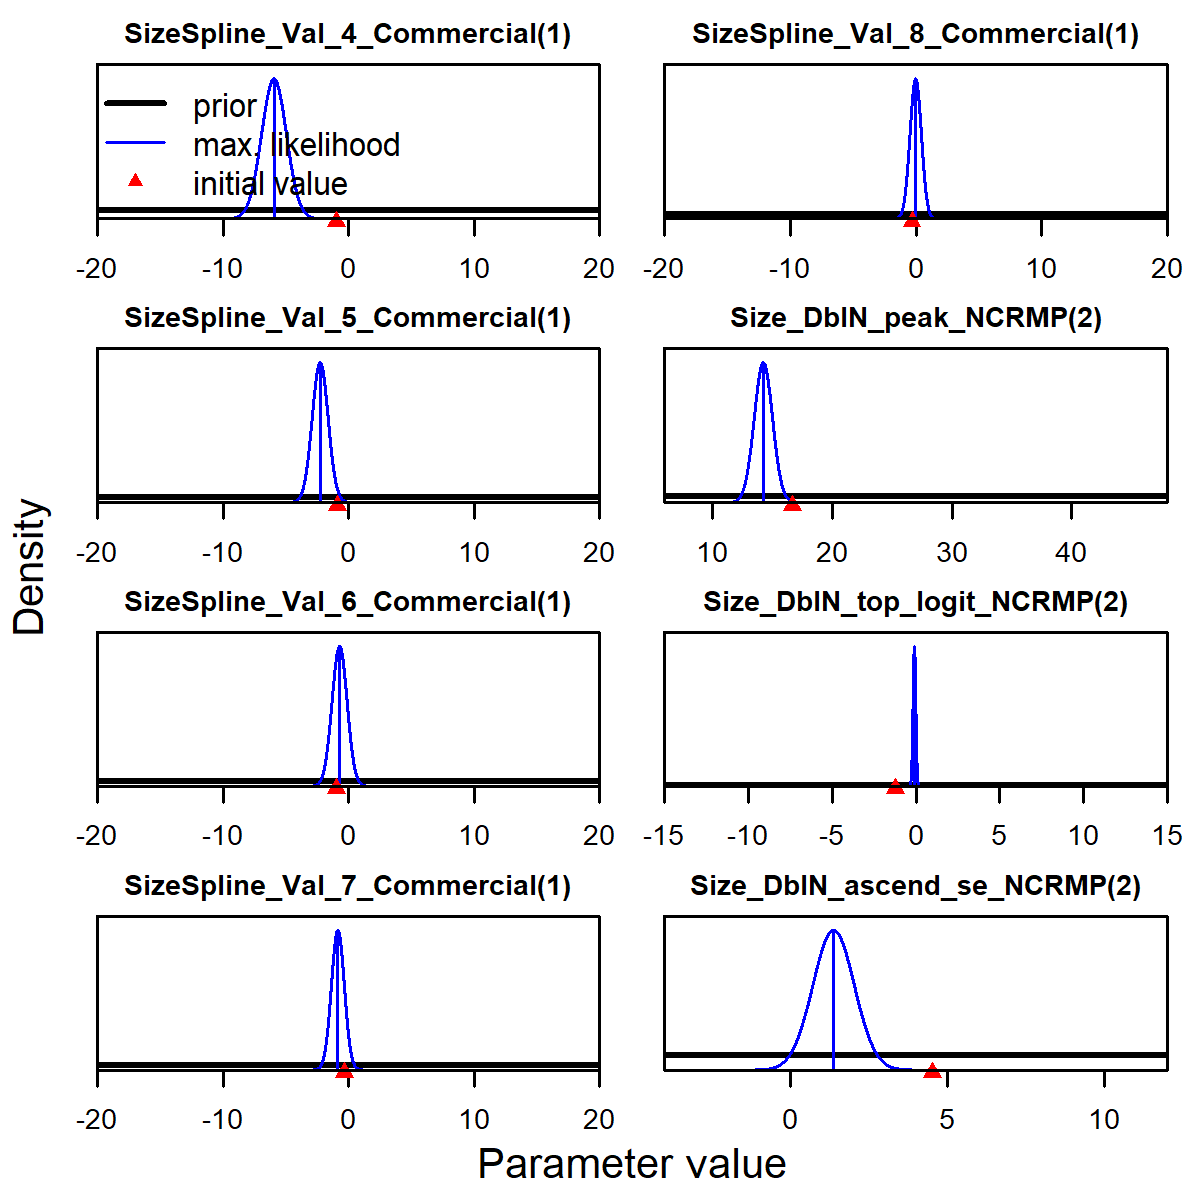 SizeSpline_Val_4_Commercial(1)
prior
max. likelihood
initial value
-20 -10 0 10 20
SizeSpline_Val_5_Commercial(1)
-20 -10 0 10 20
SizeSpline_Val_6_Commercial(1)
-20 -10 0 10 20
SizeSpline_Val_7_Commercial(1)
-20 -10 0 10 20
SizeSpline_Val_8_Commercial(1)
-20 -10 0 10 20
Size_DblN_peak_NCRMP(2)
10 20 30 40
Size_DblN_top_logit_NCRMP(2)
-15 -10 -5 0 5 10 15
Size_DblN_ascend_se_NCRMP(2)
0 5 10
Density
Parameter value